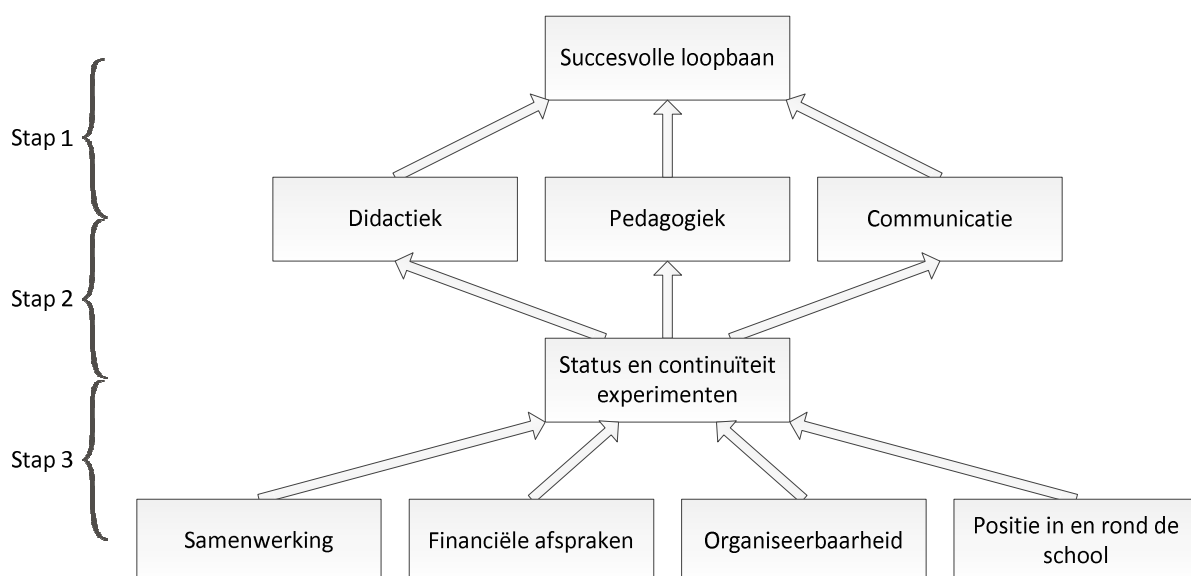 Succesvolle loopbaan
Stap 1
Didactiek
Pedagogiek
Communicatie
Stap 2
Status en continuïteit
experimenten
Stap 3
Samenwerking
Financiële afspraken
Organiseerbaarheid
Positie in en rond de
school